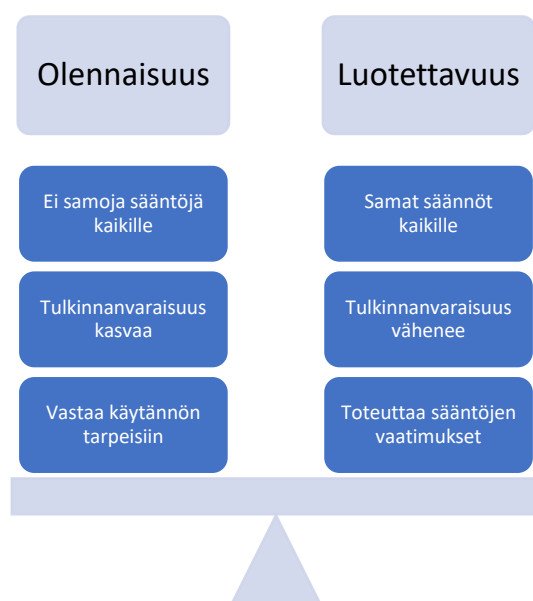 Olennaisuus
Ei samoja sääntöjä
kaikille
Tulkinnanvaraisuus
kasvaa
Vastaa käytännön
tarpeisiin
Luotettavuus
Samat säännöt
kaikille
Tulkinnanvaraisuus
vähenee
Toteuttaa sääntöjen
vaatimukset